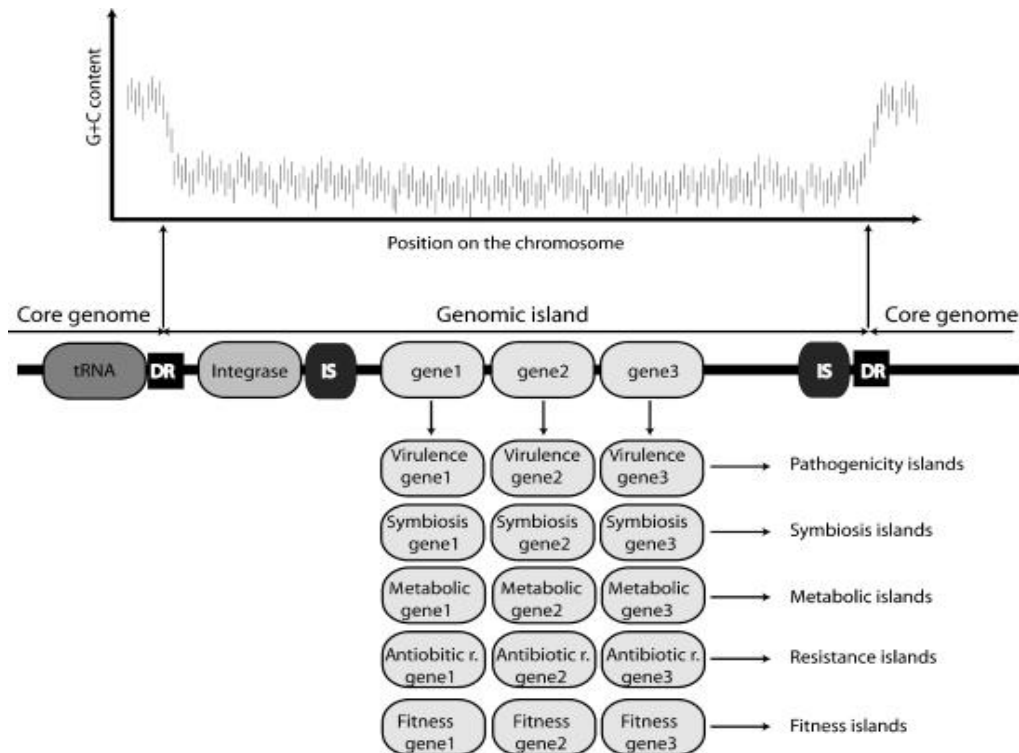 G+C content
Position on the chromosome
Core genome
Genomic island
Core genome
tRNA
DR
Integrase
IS
gene1
gene2
gene3
IS
DR
Virulence
gene1
Virulence
gene2
Virulence
gene3
Pathogenicity islands
Symbiosis
gene1
Symbiosis
gene2
Symbiosis
gene3
Symbiosis islands
Metabolic
gene1
Metabolic
gene2
Metabolic
gene3
Metabolic islands
Antiobitic r.
gene1
Antibiotic r.
gene2
Antibiotic r.
gene3
Resistance islands
Fitness
gene1
Fitness
gene2
Fitness
gene3
Fitness islands